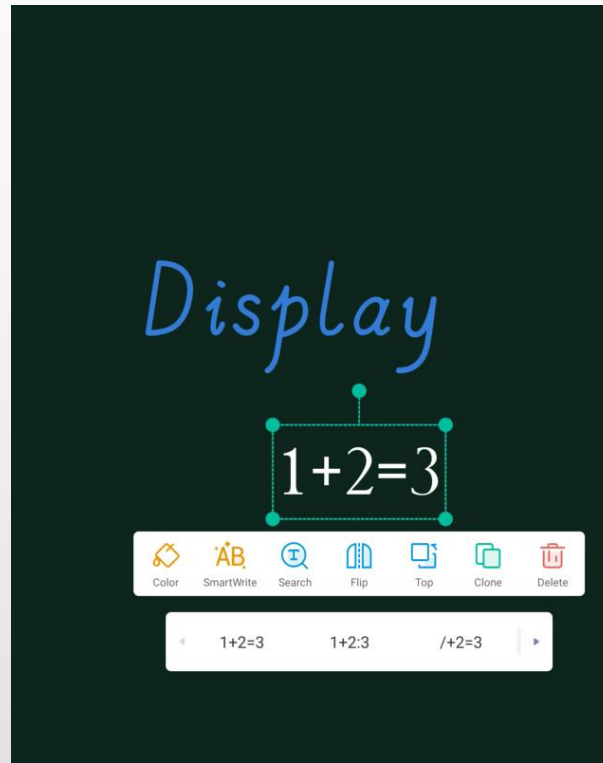 Display
1+2=3
Color SmartWrite Search Flip Top Clone Delete
1+2=3 1+2:3 /+2=3